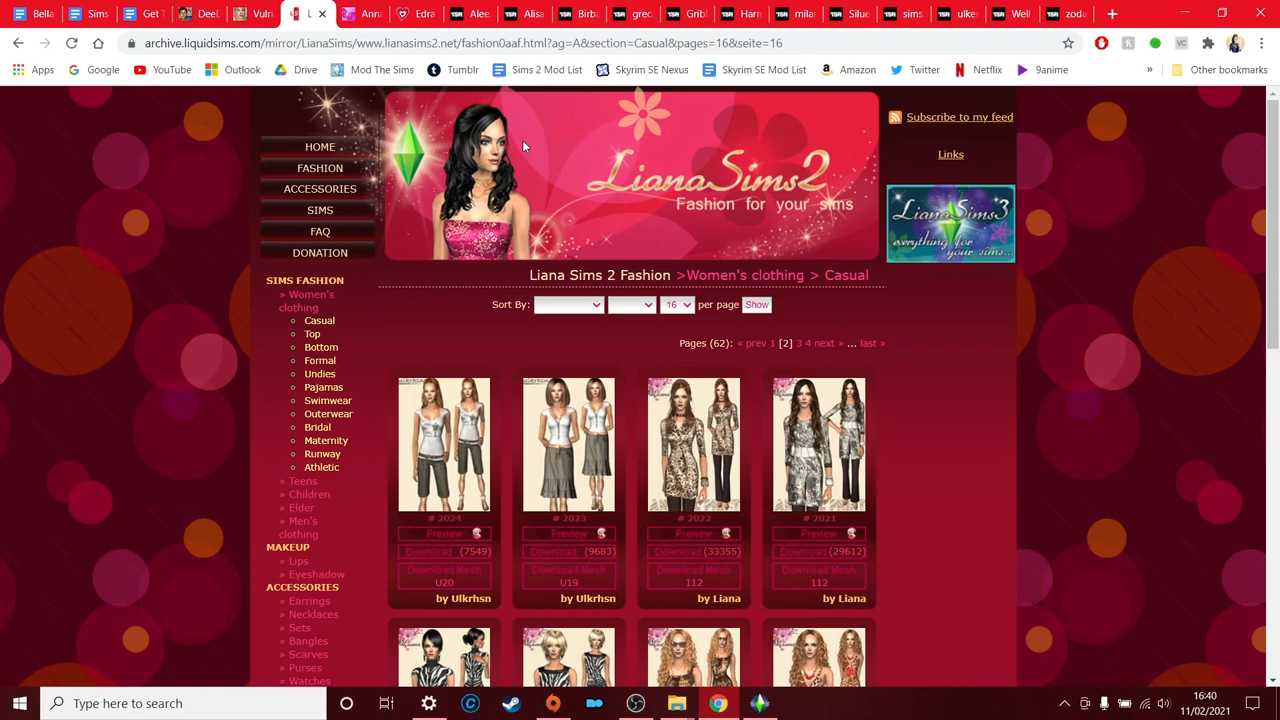 Bella
Sims
Get T
DeeD
Vulr
L
Ann
Edra
Alee
Alisa
Birba
grec
Gribl
Harn
milar
Silue
sims
ulker
Well
zoda
archive.liquidsims.com/mirror/LianaSims/www.lianasims2.net/fashion0aaf.html?ag=A&section=Casual&pages=16&seite=16
Apps Google YouTube Outlook Drive Mod The Sims Tumblr Sims 2 Mod List Skyrim SE Nexus Skyrim SE Mod List Amazon Twitter Netflix 9anime » Other bookmarks
HOME
FASHION
ACCESSORIES
SIMS
FAQ
DONATION
LianaSims2
Fashion for your sims
Subscribe to my feed
Links
LianaSims3
everything for
your sims...
SIMS FASHION
» Women's
clothing
Casual
Top
Bottom
Formal
Undies
Pajamas
Swimwear
Outerwear
Bridal
Maternity
Runway
Athletic
» Teens
» Children
» Elder
» Men's
clothing
MAKEUP
» Lips
» Eyeshadow
ACCESSORIES
» Earrings
» Necklaces
» Sets
» Bangles
» Scarves
» Purses
» Watches
Liana Sims 2 Fashion >Women's clothing > Casual
Sort By: 16 per page Show
Pages (62): « prev 1 [2] 3 4 next » ... last »
# 2024
Preview
Download (7549)
Download Mesh
U20
by Ulkrhsn
# 2023
Preview
Download (9683)
Download Mesh
U19
by Ulkrhsn
# 2022
Preview
Download (33355)
Download Mesh
112
by Liana
# 2021
Preview
Download (29612)
Download Mesh
112
by Liana
Type here to search
16:40
11/02/2021